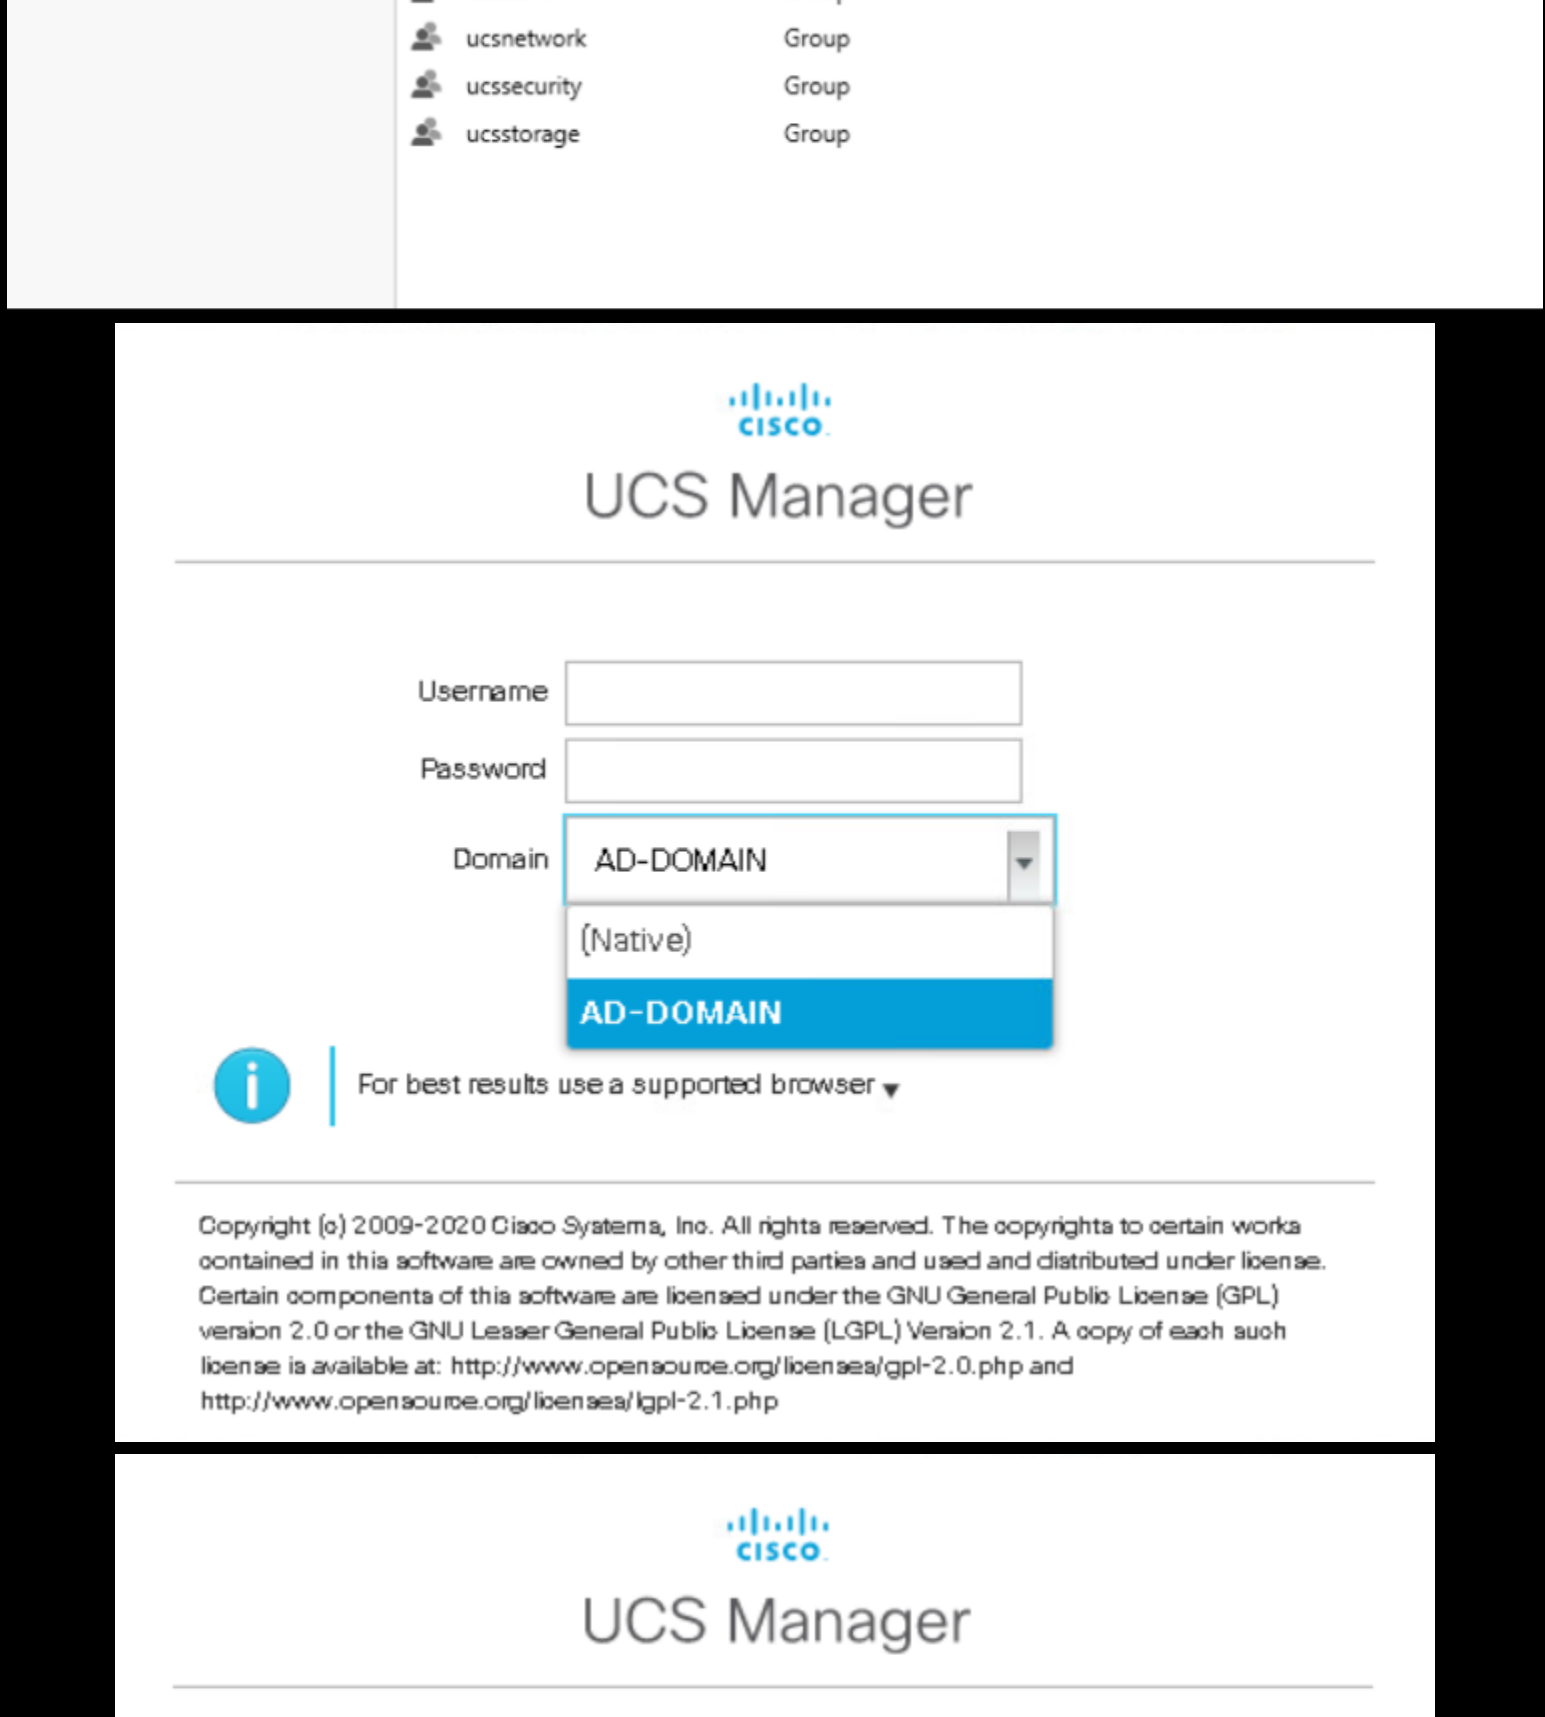 ucsnetwork Group
ucssecurity Group
ucsstorage Group
CISCO
UCS Manager
Username
Password
Domain AD-DOMAIN
(Native)
AD-DOMAIN
For best results use a supported browser
Copyright (c) 2009-2020 Cisco Systems, Inc. All rights reserved. The copyrights to certain works
contained in this software are owned by other third parties and used and distributed under license.
Certain components of this software are licensed under the GNU General Public License (GPL)
version 2.0 or the GNU Lesser General Public License (LGPL) Version 2.1. A copy of each such
license is available at: http://www.opensource.org/licenses/gpl-2.0.php and
http://www.opensource.org/licenses/lgpl-2.1.php
CISCO
UCS Manager